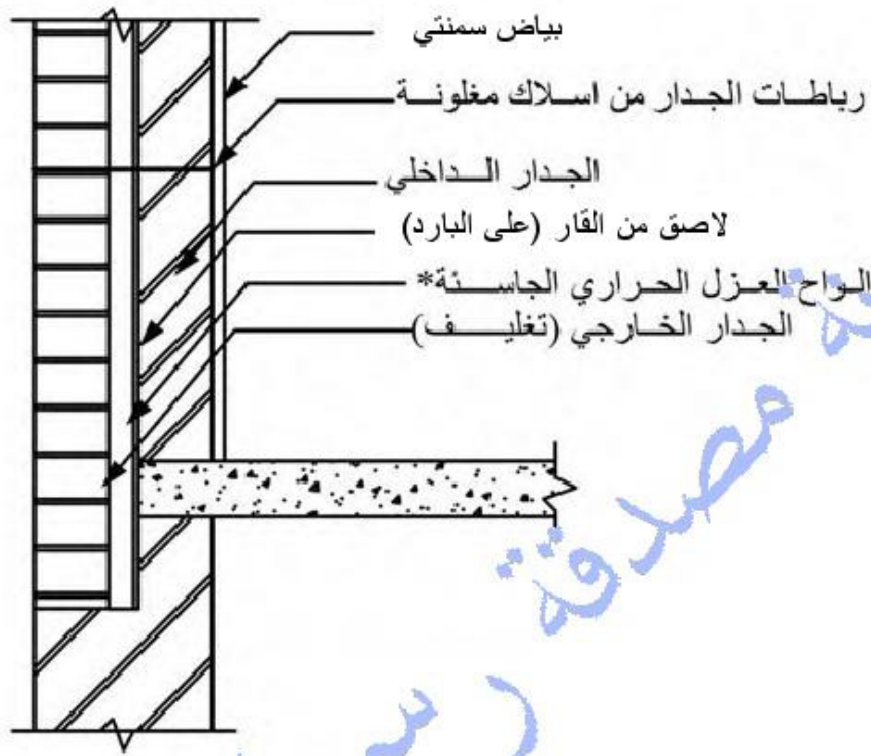 بياض سمنتي
رباطات الجدار من اسلاك مغلونة
الجدار الداخلي
لاصق من القار (على البارد)
الواح العزل الحراري الجاسئة*
الجدار الخارجي (تغليف)
مصدقة